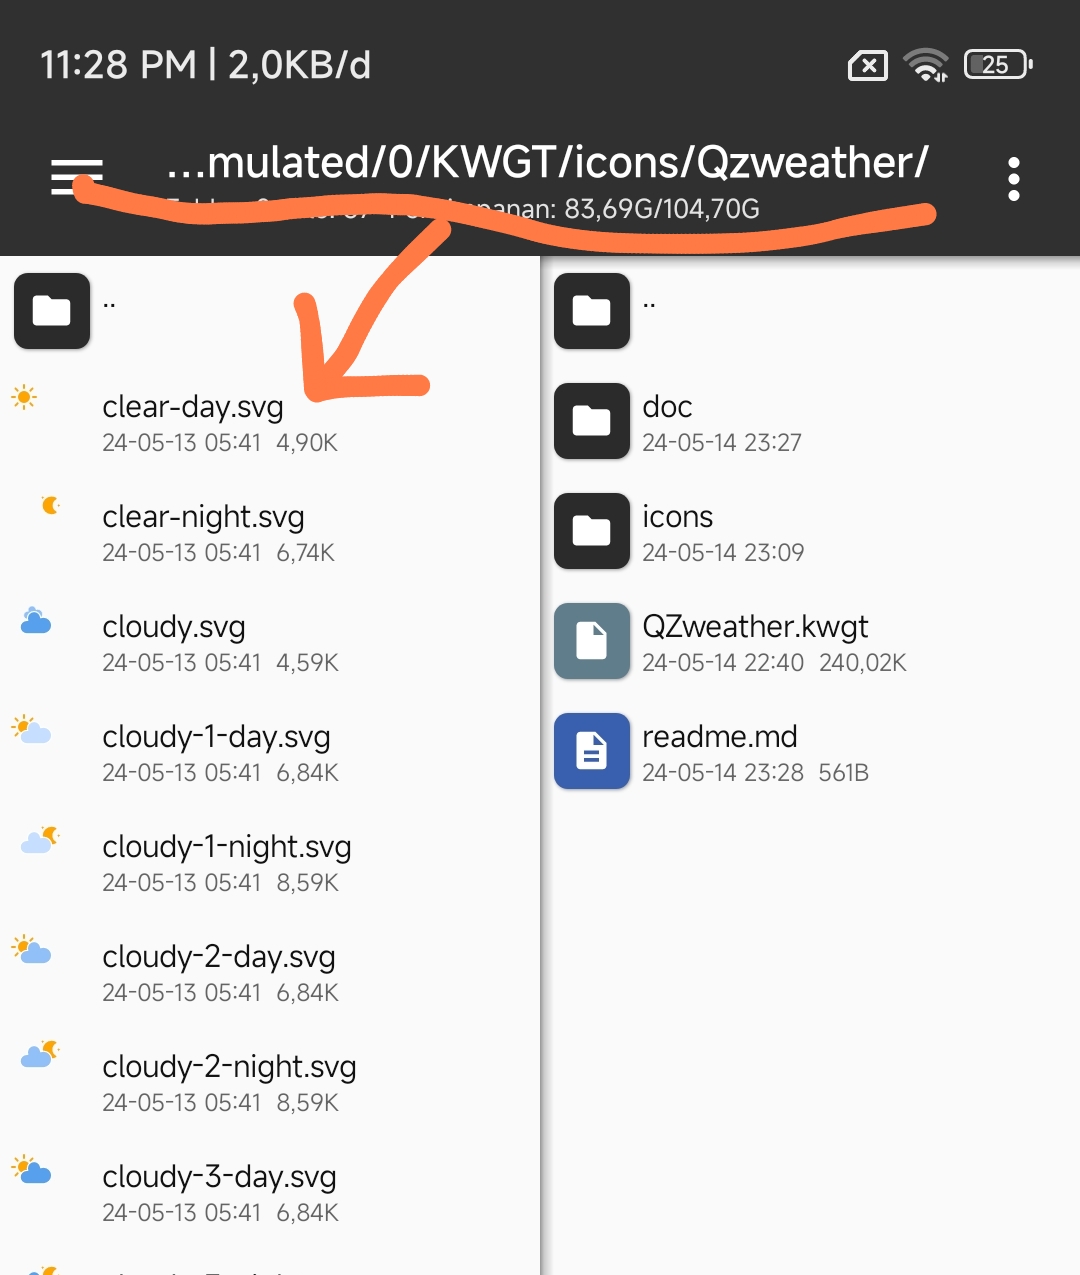 11:28 PM | 2,0KB/d
25
...mulated/0/KWGT/icons/Qzweather/
83,69G/104,70G
..
clear-day.svg
24-05-13 05:41 4,90K
clear-night.svg
24-05-13 05:41 6,74K
cloudy.svg
24-05-13 05:41 4,59K
cloudy-1-day.svg
24-05-13 05:41 6,84K
cloudy-1-night.svg
24-05-13 05:41 8,59K
cloudy-2-day.svg
24-05-13 05:41 6,84K
cloudy-2-night.svg
24-05-13 05:41 8,59K
cloudy-3-day.svg
24-05-13 05:41 6,84K
..
doc
24-05-14 23:27
icons
24-05-14 23:09
QZweather.kwgt
24-05-14 22:40 240,02K
readme.md
24-05-14 23:28 561B